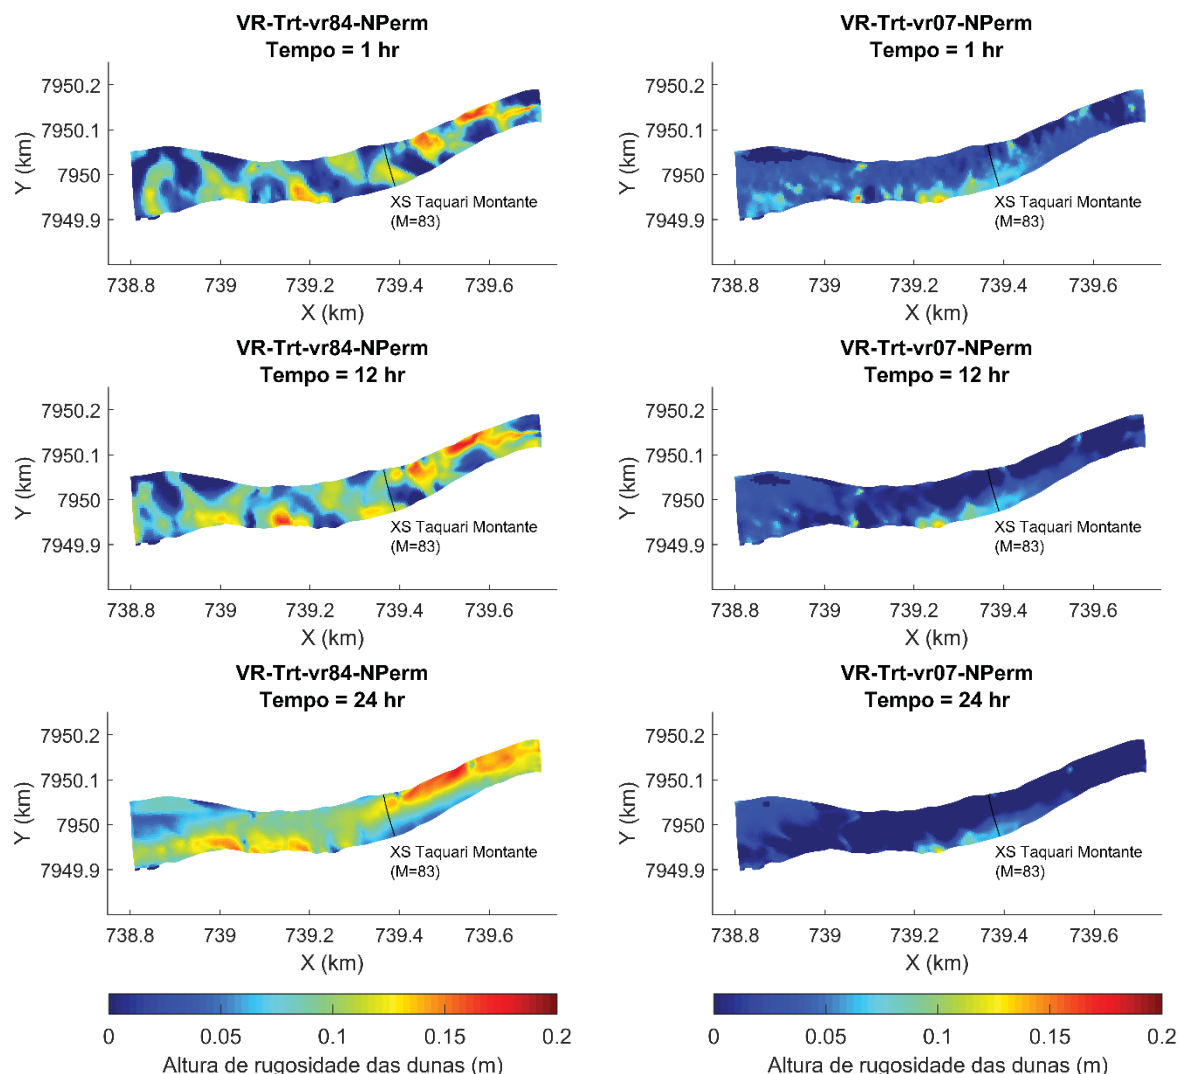 VR-Trt-vr84-NPerm
Tempo = 1 hr
7950.2
7950.1
7950
7949.9
Y (km)
XS Taquari Montante
(M=83)
738.8 739 739.2 739.4 739.6
X (km)
VR-Trt-vr07-NPerm
Tempo = 1 hr
7950.2
7950.1
7950
7949.9
Y (km)
XS Taquari Montante
(M=83)
738.8 739 739.2 739.4 739.6
X (km)
VR-Trt-vr84-NPerm
Tempo = 12 hr
7950.2
7950.1
7950
7949.9
Y (km)
XS Taquari Montante
(M=83)
738.8 739 739.2 739.4 739.6
X (km)
VR-Trt-vr07-NPerm
Tempo = 12 hr
7950.2
7950.1
7950
7949.9
Y (km)
XS Taquari Montante
(M=83)
738.8 739 739.2 739.4 739.6
X (km)
VR-Trt-vr84-NPerm
Tempo = 24 hr
7950.2
7950.1
7950
7949.9
Y (km)
XS Taquari Montante
(M=83)
738.8 739 739.2 739.4 739.6
X (km)
VR-Trt-vr07-NPerm
Tempo = 24 hr
7950.2
7950.1
7950
7949.9
Y (km)
XS Taquari Montante
(M=83)
738.8 739 739.2 739.4 739.6
X (km)
0 0.05 0.1 0.15 0.2
Altura de rugosidade das dunas (m)
0 0.05 0.1 0.15 0.2
Altura de rugosidade das dunas (m)